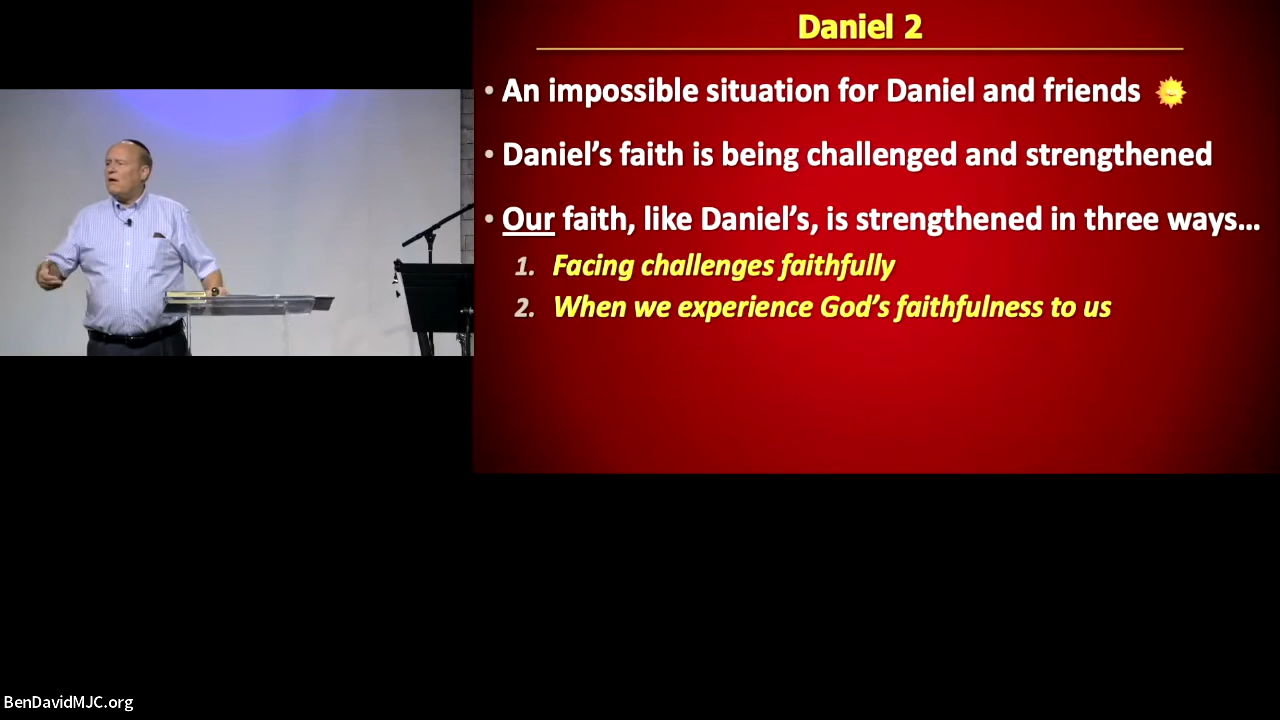 Daniel 2
• An impossible situation for Daniel and friends
• Daniel’s faith is being challenged and strengthened
• Our faith, like Daniel’s, is strengthened in three ways…
1. Facing challenges faithfully
2. When we experience God’s faithfulness to us
BenDavidMJC.org